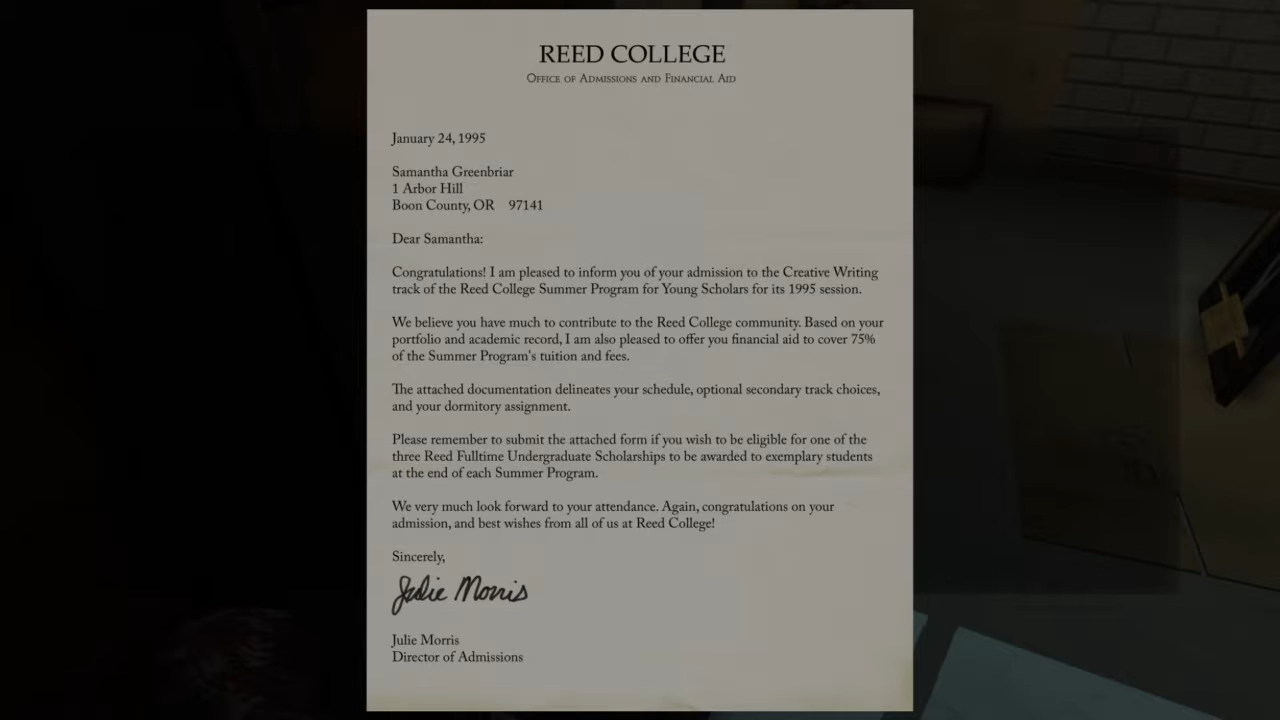 REED COLLEGE
Office of Admissions and Financial Aid
January 24, 1995
Samantha Greenbriar
1 Arbor Hill
Boon County, OR 97141
Dear Samantha:
Congratulations! I am pleased to inform you of your admission to the Creative Writing
track of the Reed College Summer Program for Young Scholars for its 1995 session.
We believe you have much to contribute to the Reed College community. Based on your
portfolio and academic record, I am also pleased to offer you financial aid to cover 75%
of the Summer Program's tuition and fees.
The attached documentation delineates your schedule, optional secondary track choices,
and your dormitory assignment.
Please remember to submit the attached form if you wish to be eligible for one of the
three Reed Fulltime Undergraduate Scholarships to be awarded to exemplary students
at the end of each Summer Program.
We very much look forward to your attendance. Again, congratulations on your
admission, and best wishes from all of us at Reed College!
Sincerely,
Julie Morris
Julie Morris
Director of Admissions